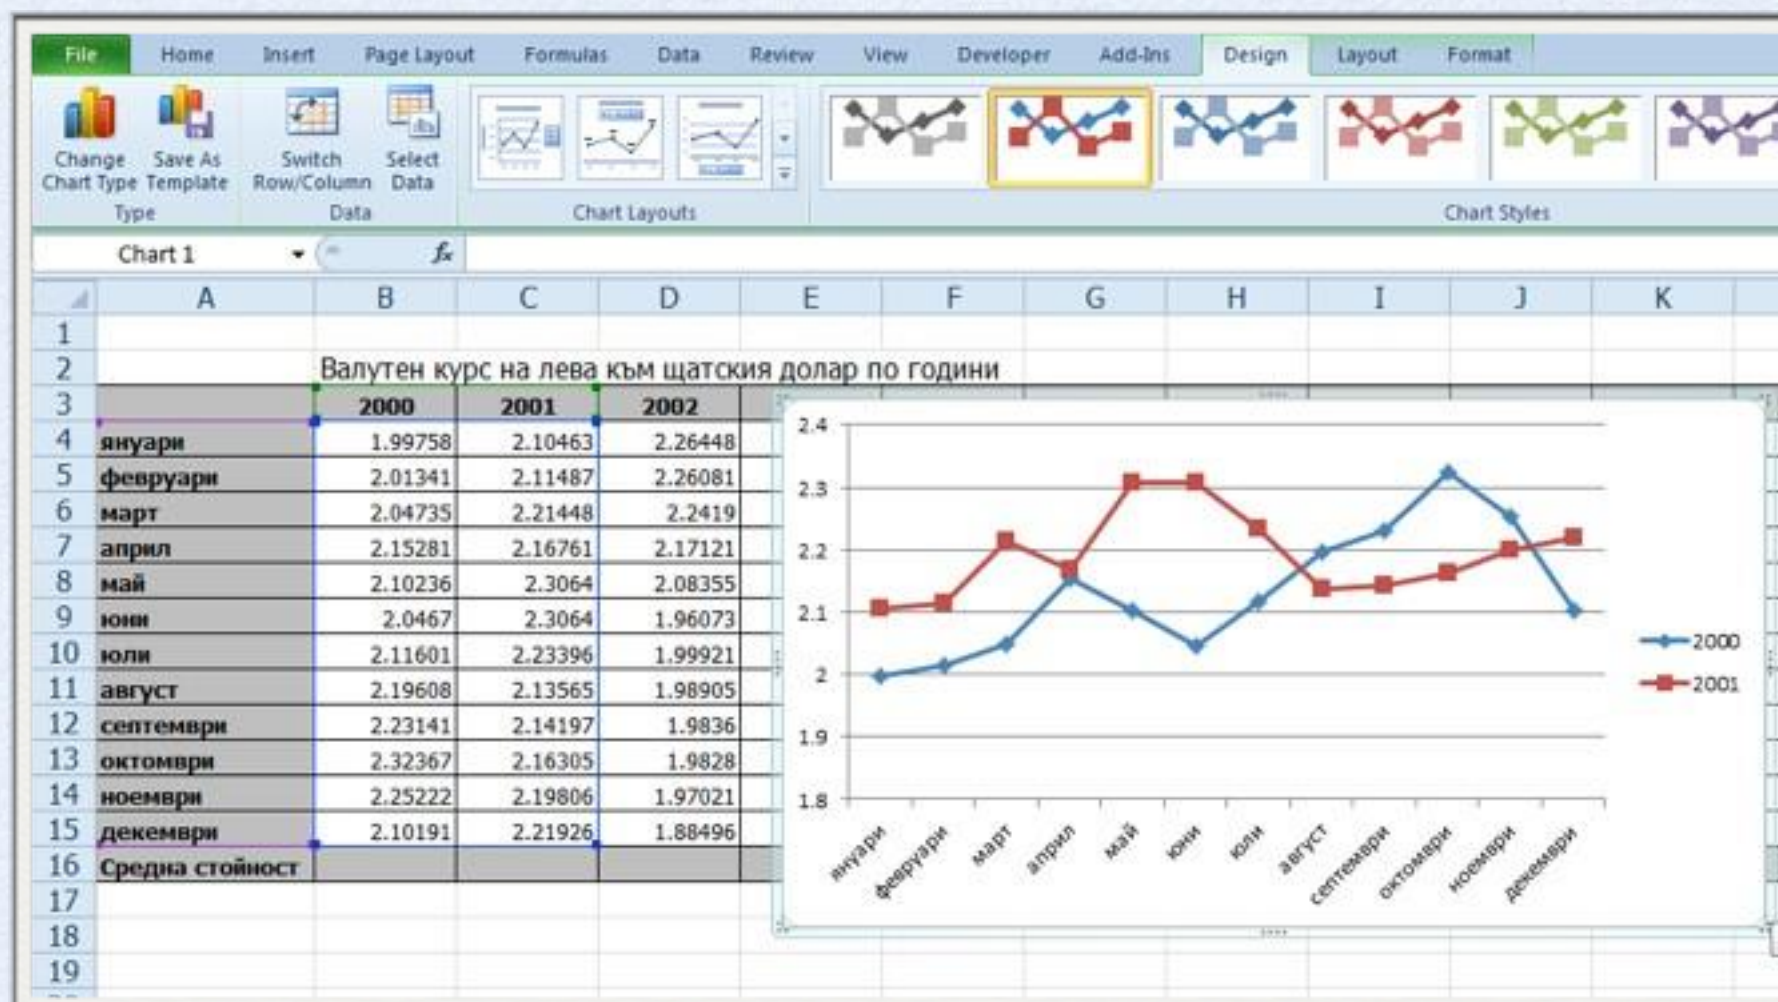 File Home Insert Page Layout Formulas Data Review View Developer Add-Ins Design Layout Format
Change Chart Type
Save As Template
Switch Row/Column
Select Data
Type Data Chart Layouts Chart Styles
Chart 1 fx
A B C D E F G H I J K
1
2 Валутен курс на лева към щатския долар по години
3 2000 2001 2002
4 януари 1.99758 2.10463 2.26448
5 февруари 2.01341 2.11487 2.26081
6 март 2.04735 2.21448 2.2419
7 април 2.15281 2.16761 2.17121
8 май 2.10236 2.3064 2.08355
9 юни 2.0467 2.3064 1.96073
10 юли 2.11601 2.23396 1.99921
11 август 2.19608 2.13565 1.98905
12 септември 2.23141 2.14197 1.9836
13 октомври 2.32367 2.16305 1.9828
14 ноември 2.25222 2.19806 1.97021
15 декември 2.10191 2.21926 1.88496
16 Средна стойност
17
18
19
2.4
2.3
2.2
2.1
2
1.9
1.8
януари февруари март април май юни юли август септември октомври ноември декември
2000
2001